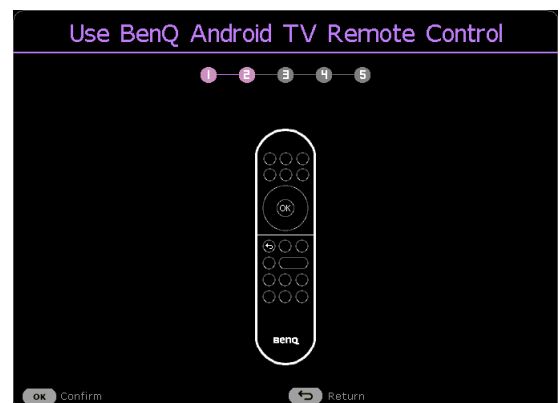 Use BenQ Android TV Remote Control
1 2 3 4 5
OK
BenQ
OK Confirm Return